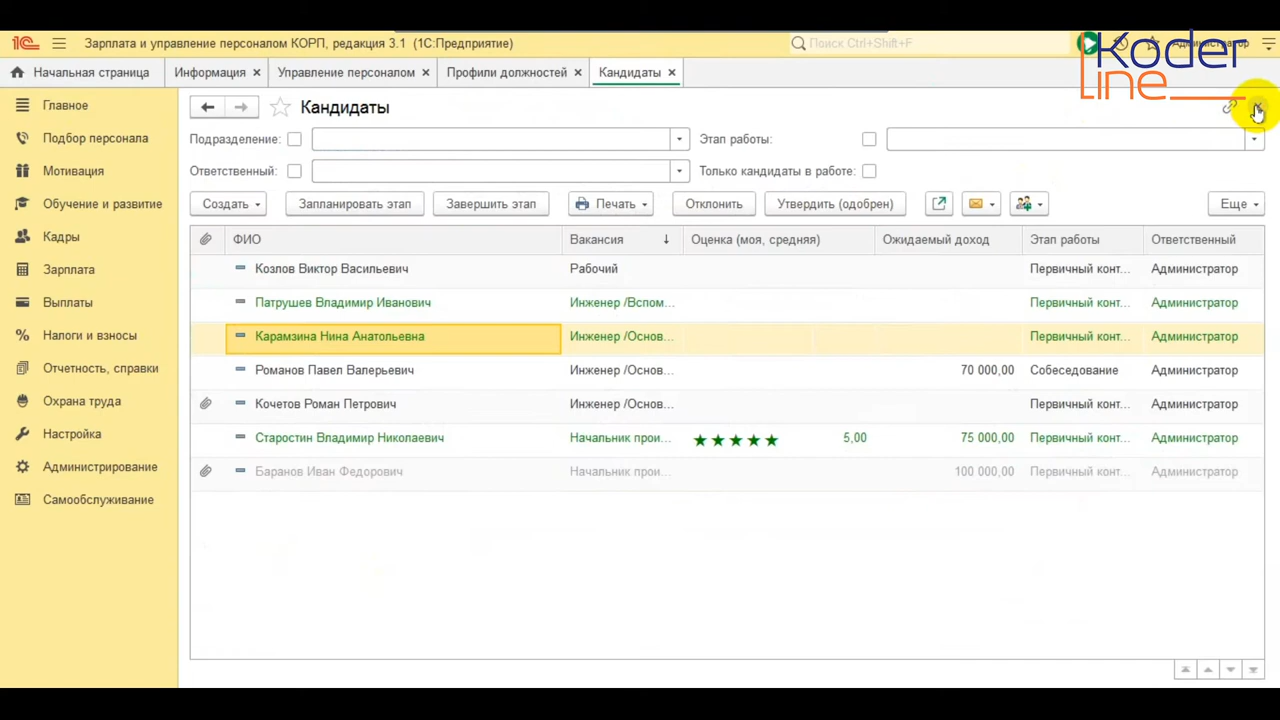 Зарплата и управление персоналом КОРП, редакция 3.1 (1С:Предприятие)
Поиск Ctrl+Shift+F
Koder
line
Начальная страница
Информация
Управление персоналом
Профили должностей
Кандидаты
Главное
Подбор персонала
Мотивация
Обучение и развитие
Кадры
Зарплата
Выплаты
Налоги и взносы
Отчетность, справки
Охрана труда
Настройка
Администрирование
Самообслуживание
Кандидаты
Подразделение: Этап работы:
Ответственный: Только кандидаты в работе:
Создать Запланировать этап Завершить этап Печать Отклонить Утвердить (одобрен) Еще
ФИО Вакансия Оценка (моя, средняя) Ожидаемый доход Этап работы Ответственный
Козлов Виктор Васильевич Рабочий Первичный конт... Администратор
Патрушев Владимир Иванович Инженер /Вспом... Первичный конт... Администратор
Карамзина Нина Анатольевна Инженер /Основ... Первичный конт... Администратор
Романов Павел Валерьевич Инженер /Основ... 70 000,00 Собеседование Администратор
Кочетов Роман Петрович Инженер /Основ... Первичный конт... Администратор
Старостин Владимир Николаевич Начальник прои... 5,00 75 000,00 Первичный конт... Администратор
Баранов Иван Федорович Начальник прои... 100 000,00 Первичный конт... Администратор